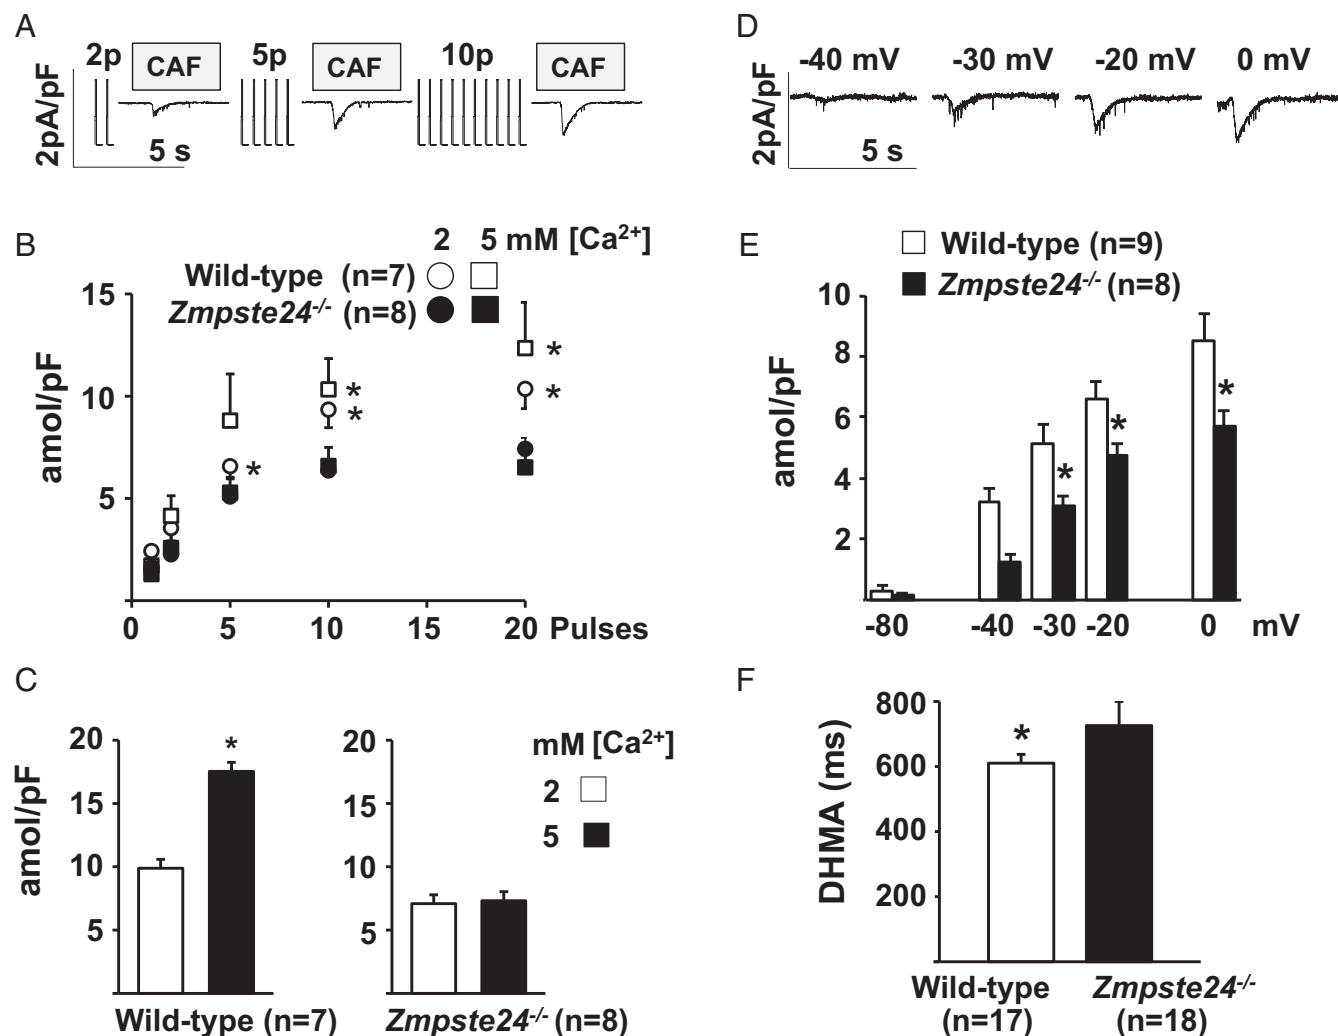 A
2p CAF 5p CAF 10p CAF
2pA/pF
5 s
B
2 5 mM [Ca²⁺]
Wild-type (n=7)
Zmpste24⁻/⁻ (n=8)
amol/pF
15
10
5
*
*
*
*
*
0 5 10 15 20 Pulses
C
amol/pF
20
15
10
5
*
Wild-type (n=7)
20
15
10
5
Zmpste24⁻/⁻ (n=8)
mM [Ca²⁺]
2
5
D
-40 mV -30 mV -20 mV 0 mV
2pA/pF
5 s
E
Wild-type (n=9)
Zmpste24⁻/⁻ (n=8)
amol/pF
10
8
6
4
2
* * *
-80 -40 -30 -20 0 mV
F
DHMA (ms)
800
600
400
200
*
Wild-type Zmpste24⁻/⁻
(n=17) (n=18)